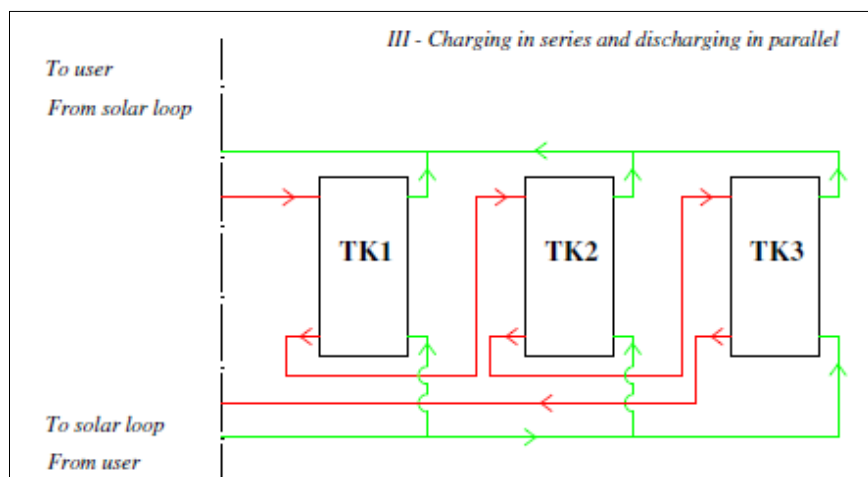 III - Charging in series and discharging in parallel
To user
From solar loop
TK1
TK2
TK3
To solar loop
From user